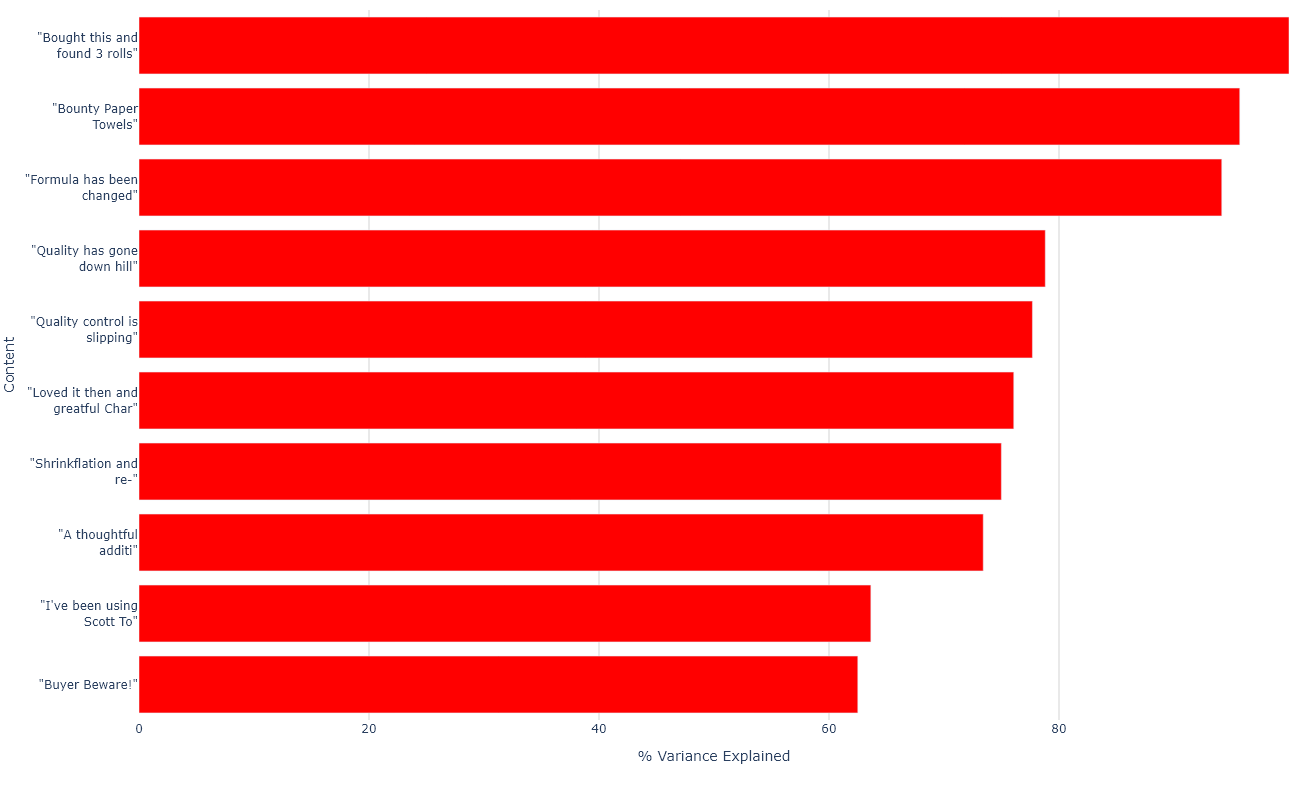 "Bought this and
found 3 rolls"
"Bounty Paper
Towels"
"Formula has been
changed"
"Quality has gone
down hill"
"Quality control is
slipping"
"Loved it then and
greatful Char"
"Shrinkflation and
re-"
"A thoughtful
additi"
"I've been using
Scott To"
"Buyer Beware!"
Content
0 20 40 60 80
% Variance Explained